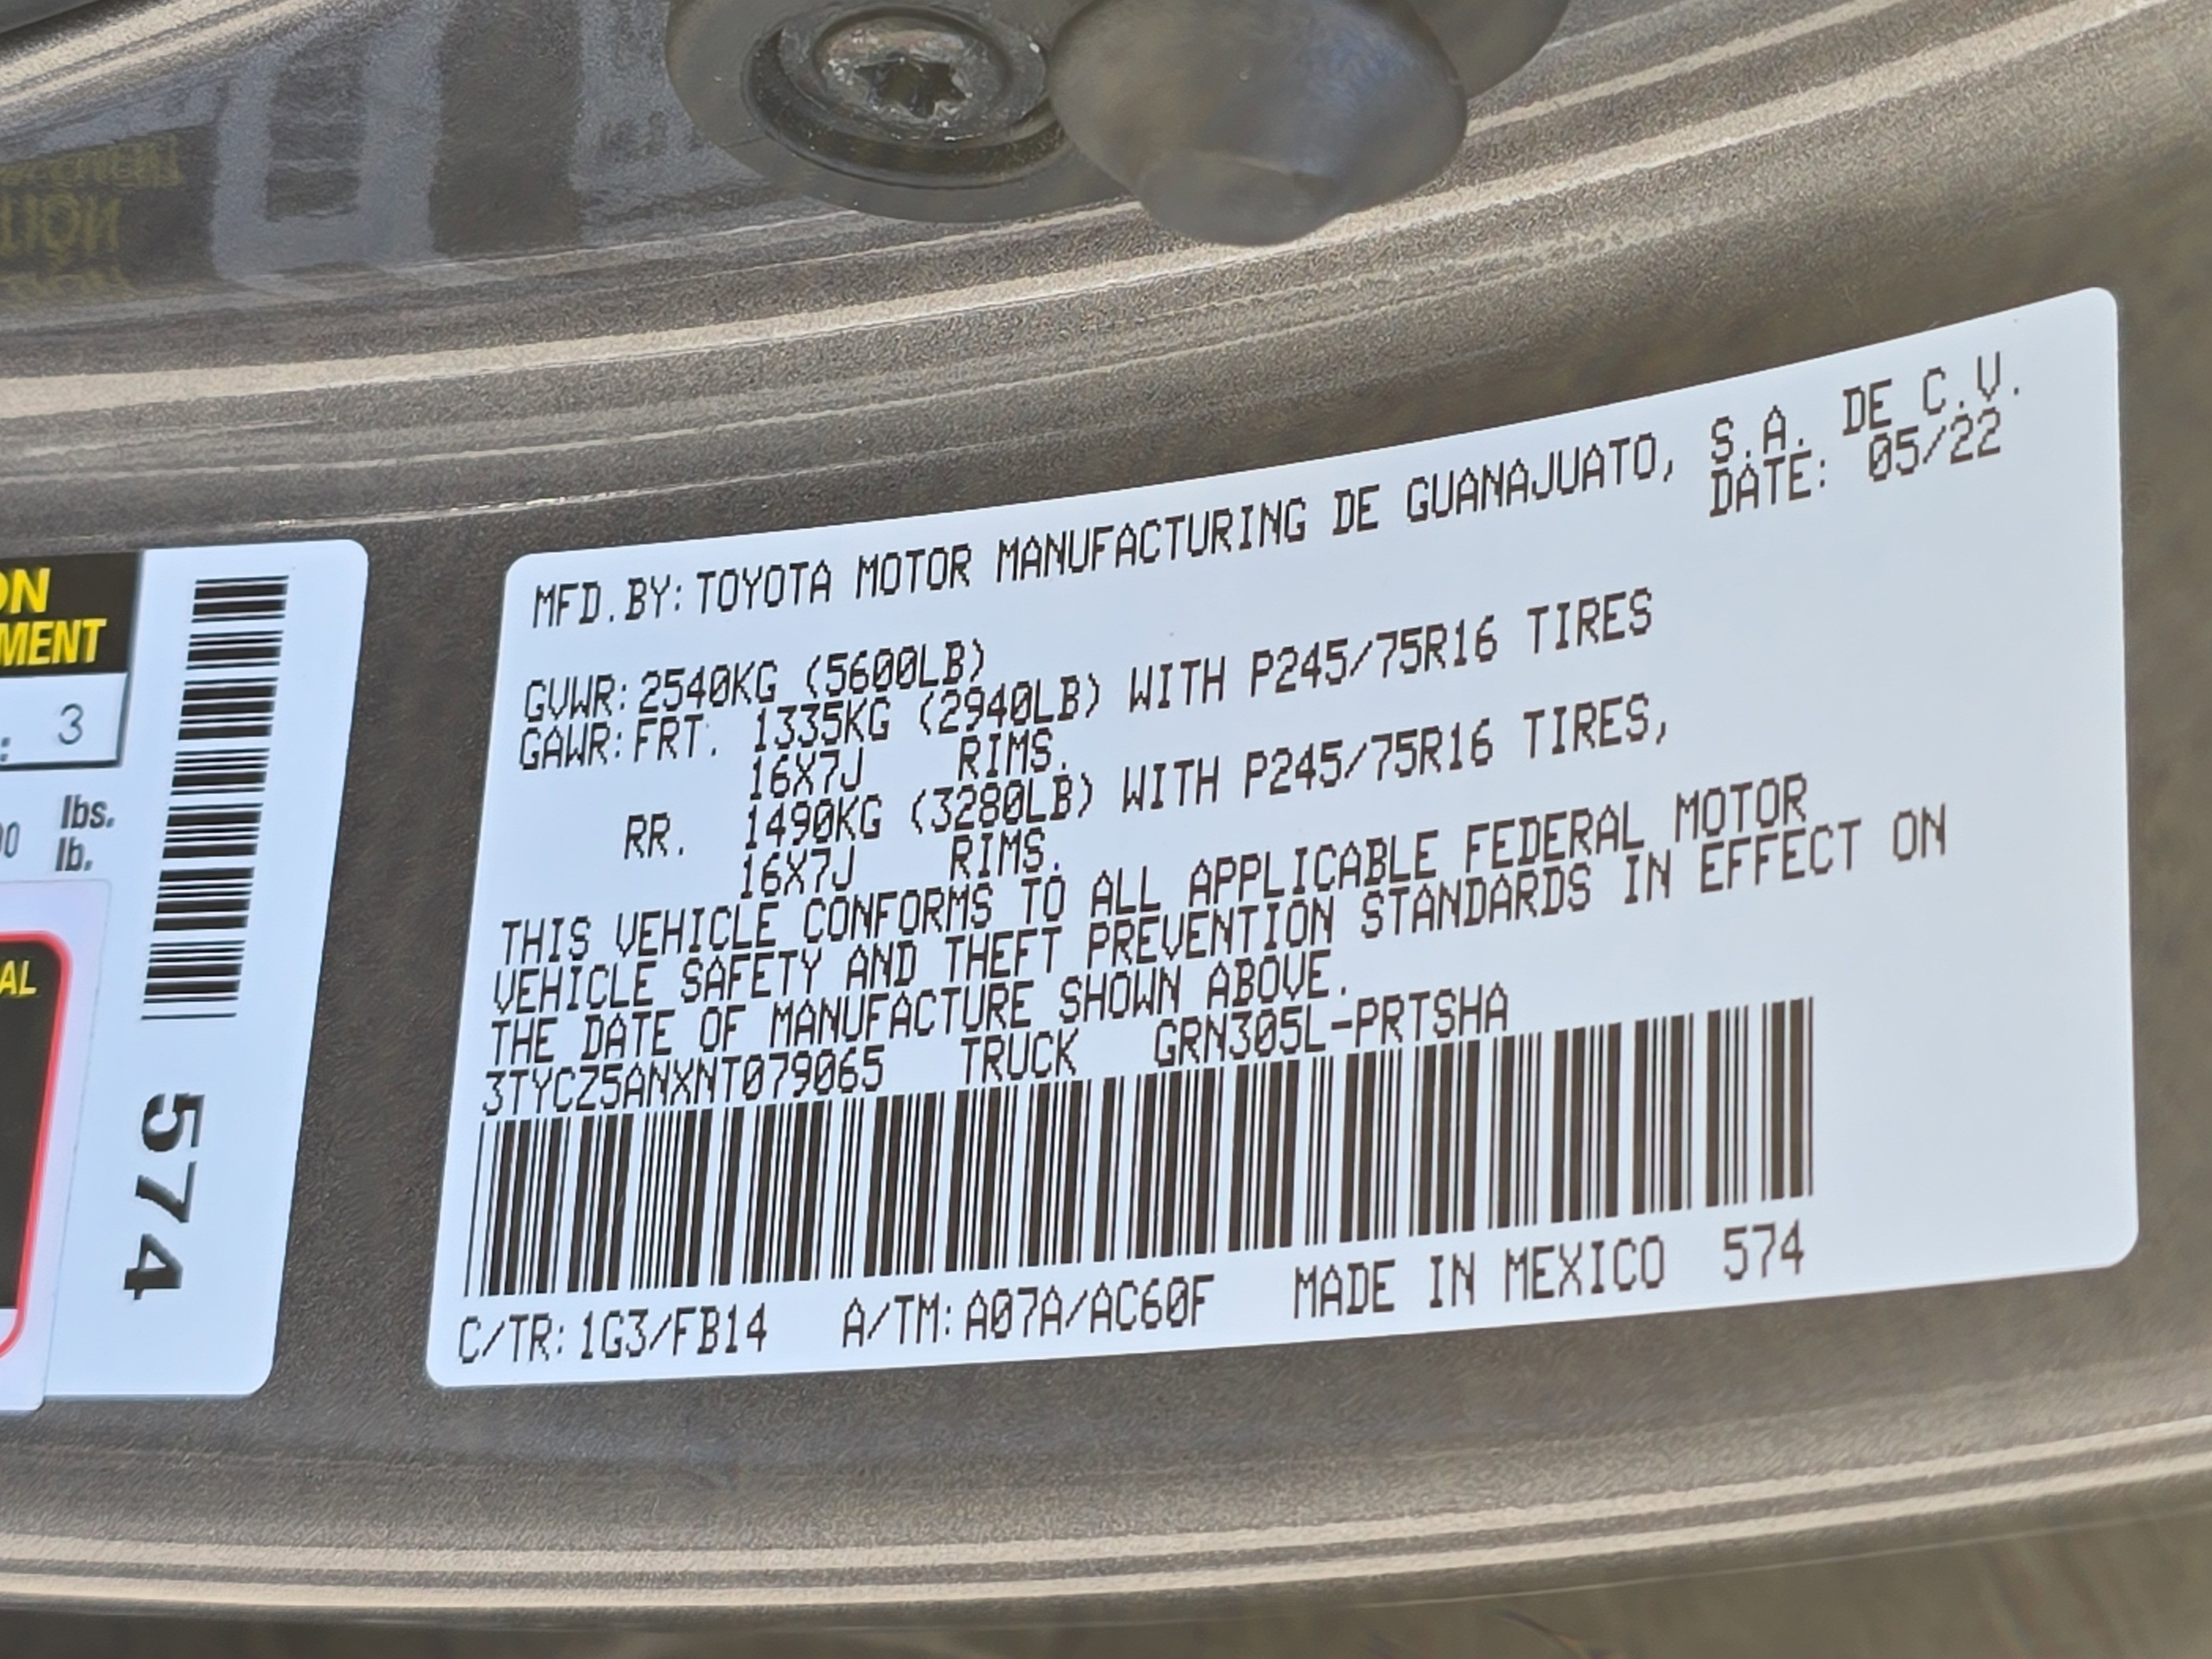 MFD.BY:TOYOTA MOTOR MANUFACTURING DE GUANAJUATO, S.A. DE C.V.
DATE: 05/22
GVWR:2540KG (5600LB)
GAWR:FRT. 1335KG (2940LB) WITH P245/75R16 TIRES
16X7J RIMS.
RR. 1490KG (3280LB) WITH P245/75R16 TIRES,
16X7J RIMS.
THIS VEHICLE CONFORMS TO ALL APPLICABLE FEDERAL MOTOR
VEHICLE SAFETY AND THEFT PREVENTION STANDARDS IN EFFECT ON
THE DATE OF MANUFACTURE SHOWN ABOVE.
3TYCZ5ANXNT079065 TRUCK GRN305L-PRTSHA
C/TR:1G3/FB14 A/TM:A07A/AC60F MADE IN MEXICO 574
ON
MENT
: 3
lbs.
lb.
AL
574